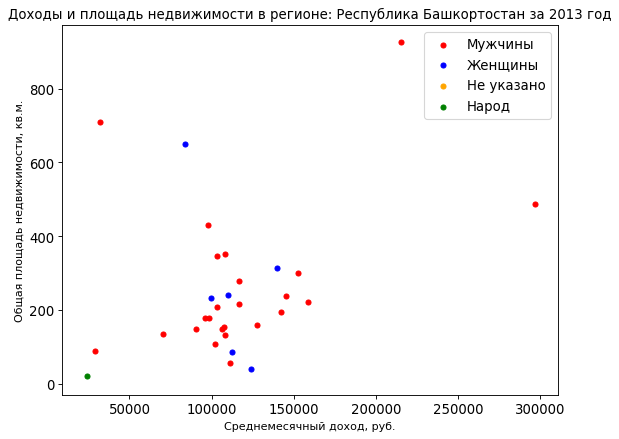 Доходы и площадь недвижимости в регионе: Республика Башкортостан за 2013 год
Мужчины
Женщины
Не указано
Народ
Общая площадь недвижимости, кв.м.
800
600
400
200
0
50000 100000 150000 200000 250000 300000
Среднемесячный доход, руб.